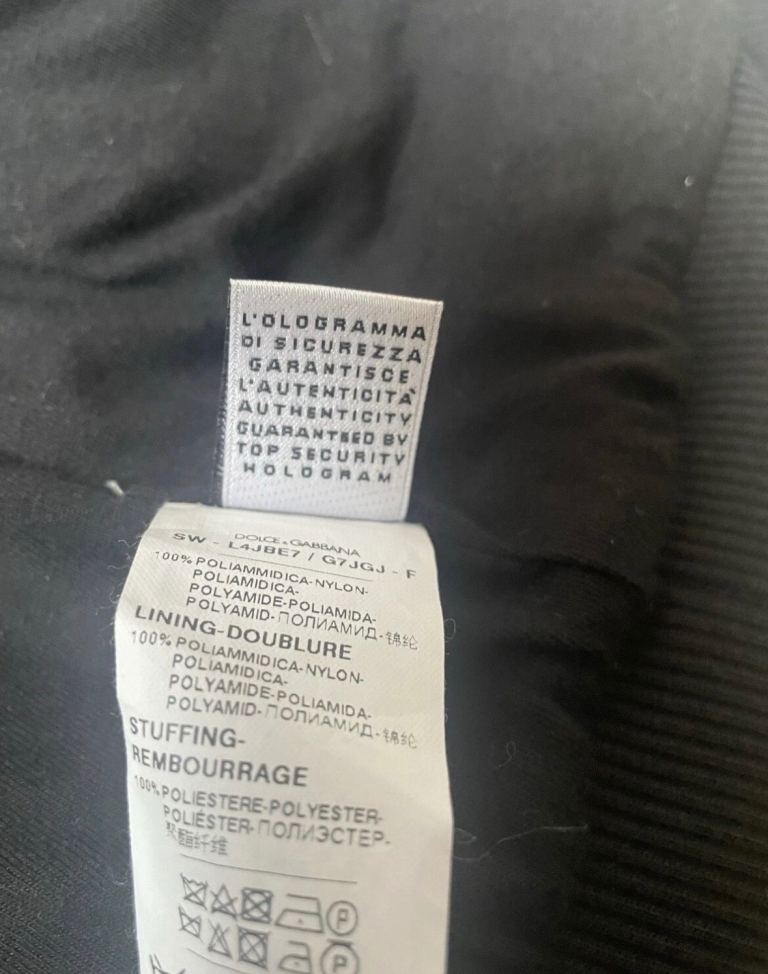 L'OLOGRAMMA
DI SICUREZZA
GARANTISCE
L'AUTENTICITÀ
AUTHENTICITY
GUARANTEED BY
TOP SECURITY
HOLOGRAM
DOLCE & GABBANA
SW - L4JBE7 / G7JGJ - F
100% POLIAMMIDICA-NYLON-
POLIAMIDICA-
POLYAMIDE-POLIAMIDA-
POLYAMID-ПОЛИАМИД-锦纶
LINING-DOUBLURE
100% POLIAMMIDICA-NYLON-
POLIAMIDICA-
POLYAMIDE-POLIAMIDA-
POLYAMID-ПОЛИАМИД-锦纶
STUFFING-
REMBOURRAGE
100% POLIESTERE-POLYESTER-
POLIÉSTER-ПОЛИЭСТЕР-
聚酯纤维
P
P